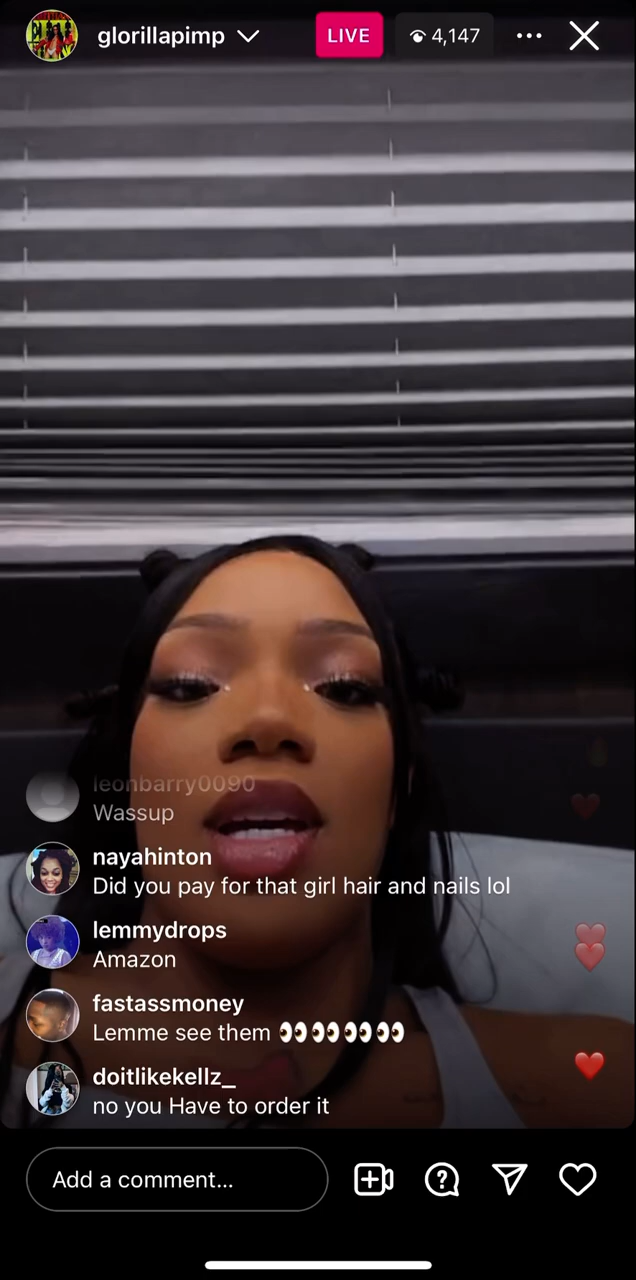 glorillapimp
LIVE
4,147
leonbarry0090
Wassup
nayahinton
Did you pay for that girl hair and nails lol
lemmydrops
Amazon
fastassmoney
Lemme see them 👀👀👀👀👀👀
doitlikekellz_
no you Have to order it
Add a comment...